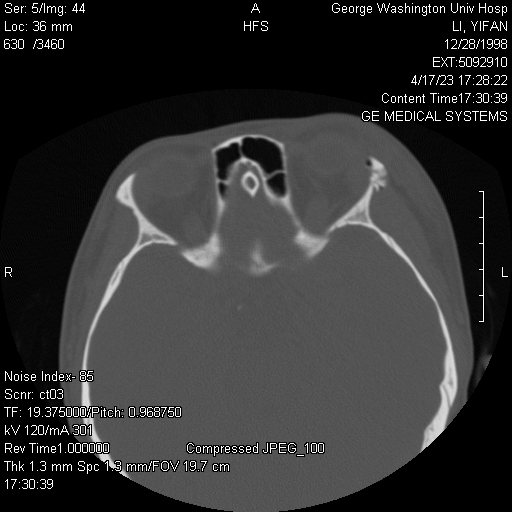 Ser: 5/Img: 44
Loc: 36 mm
630 /3460
A
HFS
George Washington Univ Hosp
LI, YIFAN
12/28/1998
EXT:5092910
4/17/23 17:28:22
Content Time17:30:39
GE MEDICAL SYSTEMS
R
L
Noise Index- 85
Scnr: ct03
TF: 19.375000/Pitch: 0.968750
kV 120/mA 301
Rev Time1.000000
Compressed JPEG_100
Thk 1.3 mm Spc 1.3 mm/FOV 19.7 cm
17:30:39